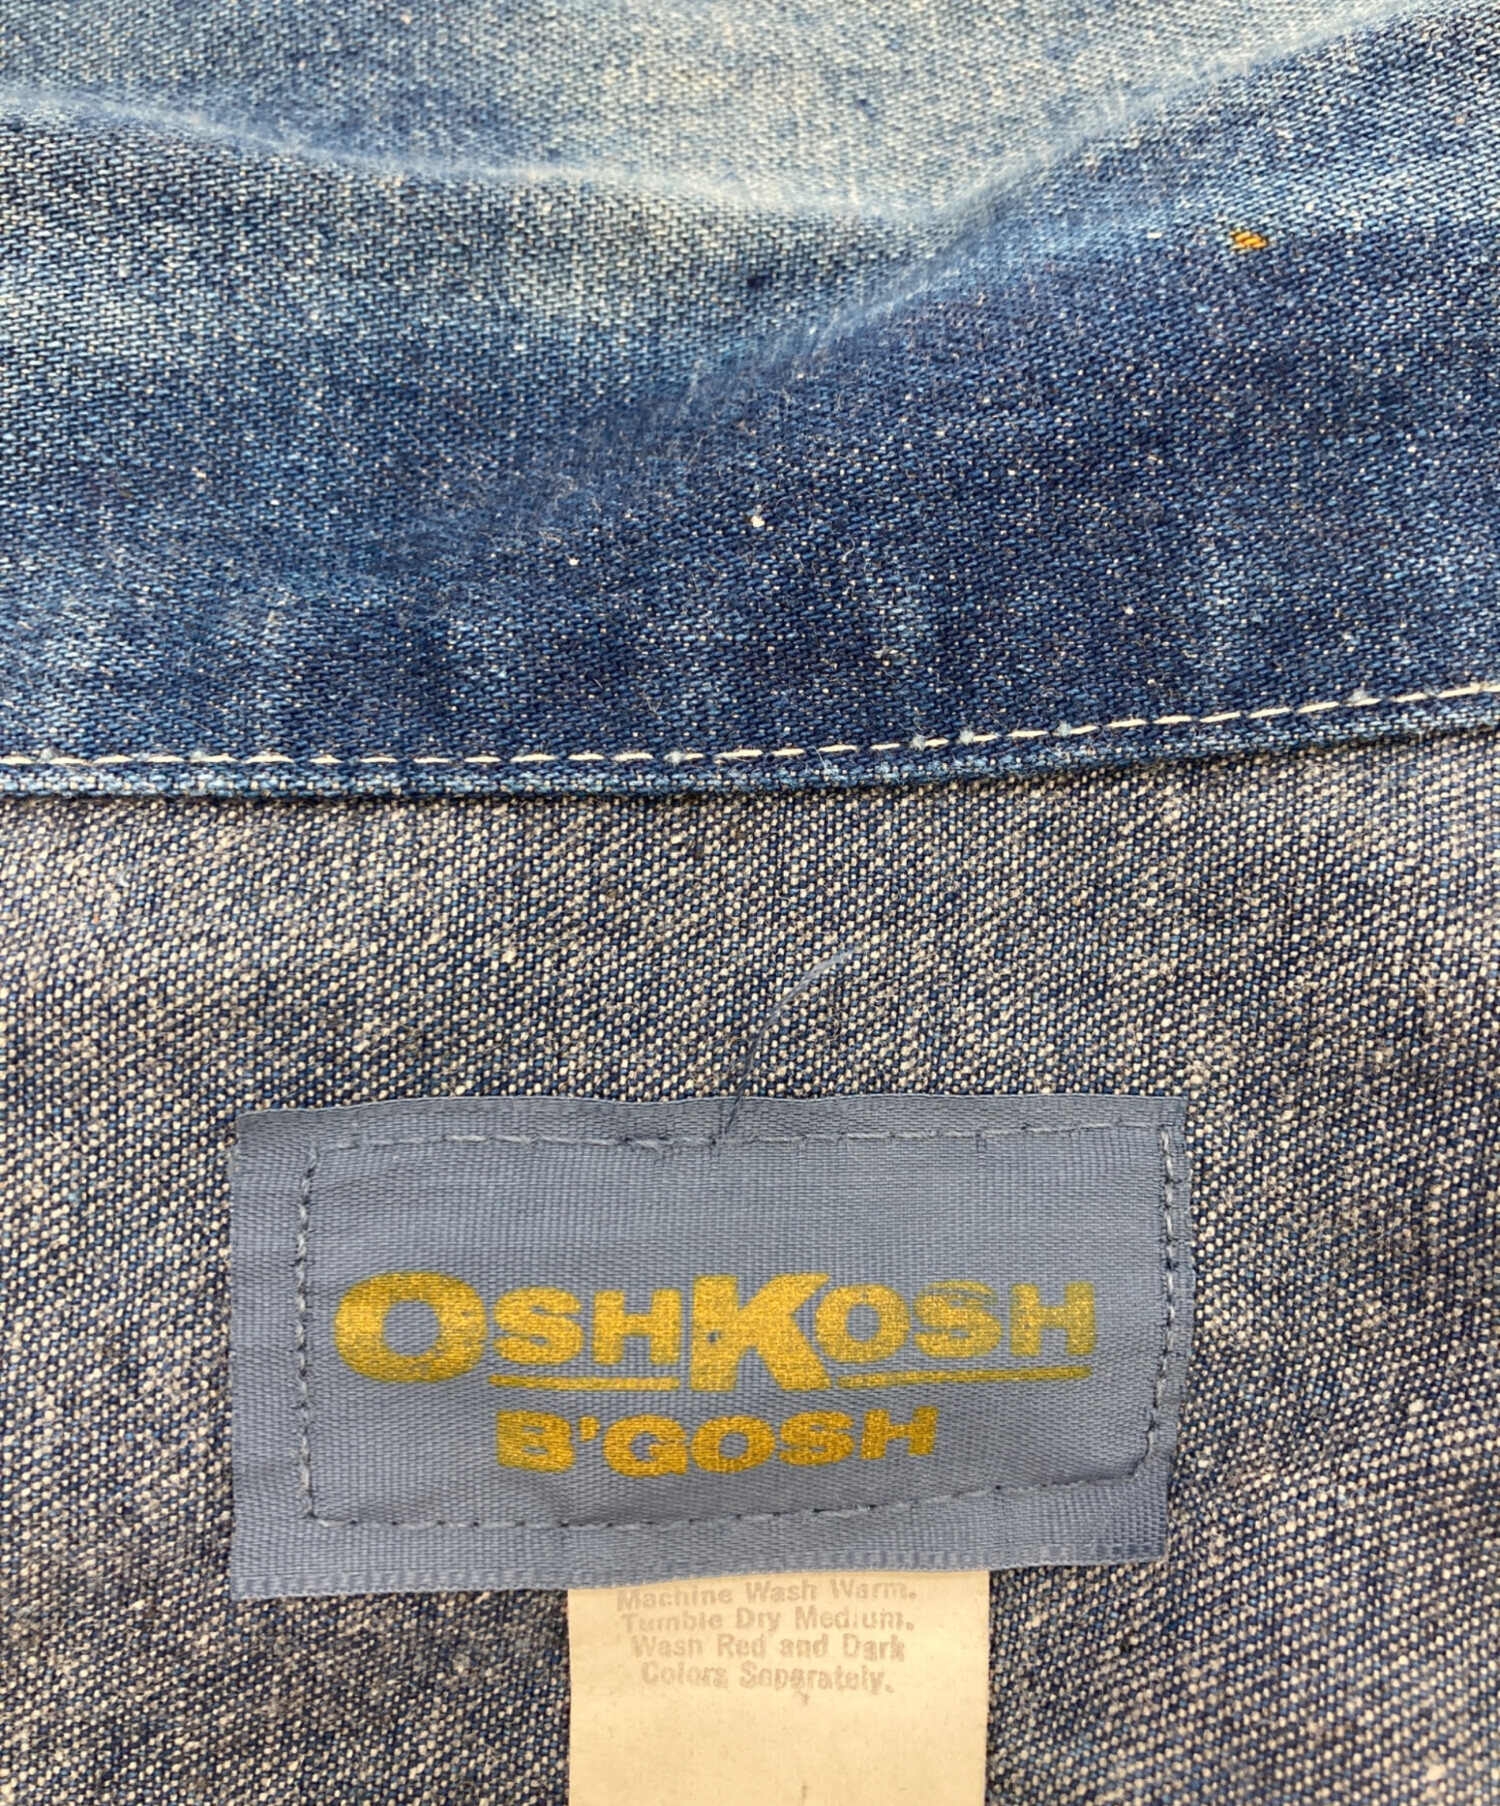 OSHKOSH
B'GOSH
Machine Wash Warm.
Tumble Dry Medium.
Wash Red and Dark
Colors Separately.